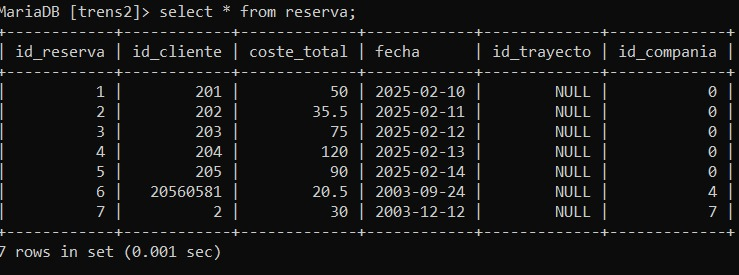 MariaDB [trens2]> select * from reserva;
+------------+------------+-------------+------------+-------------+-------------+
| id_reserva | id_cliente | coste_total | fecha      | id_trayecto | id_compania |
+------------+------------+-------------+------------+-------------+-------------+
|          1 |        201 |          50 | 2025-02-10 |        NULL |           0 |
|          2 |        202 |        35.5 | 2025-02-11 |        NULL |           0 |
|          3 |        203 |          75 | 2025-02-12 |        NULL |           0 |
|          4 |        204 |         120 | 2025-02-13 |        NULL |           0 |
|          5 |        205 |          90 | 2025-02-14 |        NULL |           0 |
|          6 |   20560581 |        20.5 | 2003-09-24 |        NULL |           4 |
|          7 |          2 |          30 | 2003-12-12 |        NULL |           7 |
+------------+------------+-------------+------------+-------------+-------------+
7 rows in set (0.001 sec)